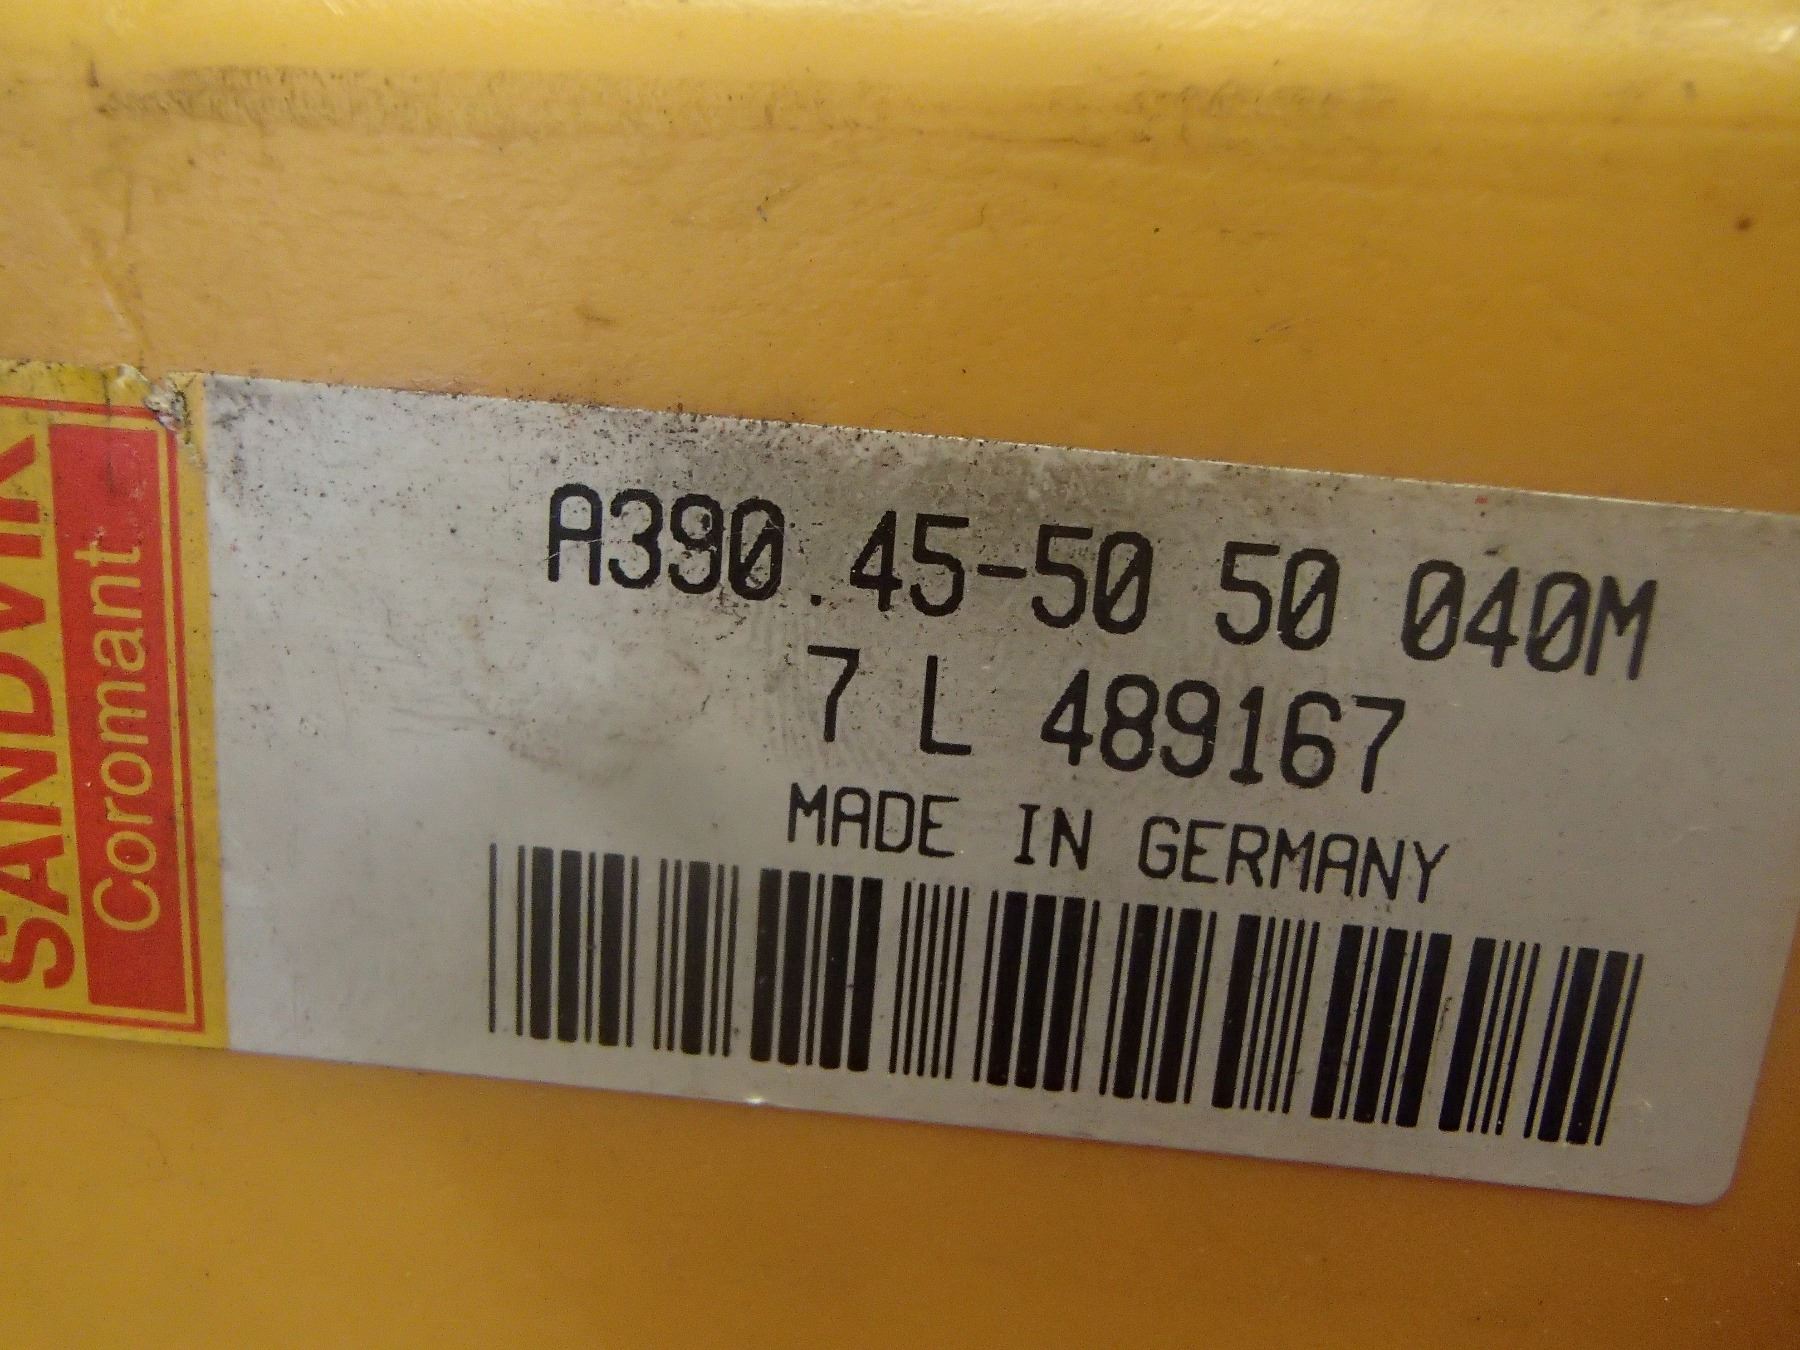 SANDVIK
Coromant
A390.45-50 50 040M
7 L 489167
MADE IN GERMANY